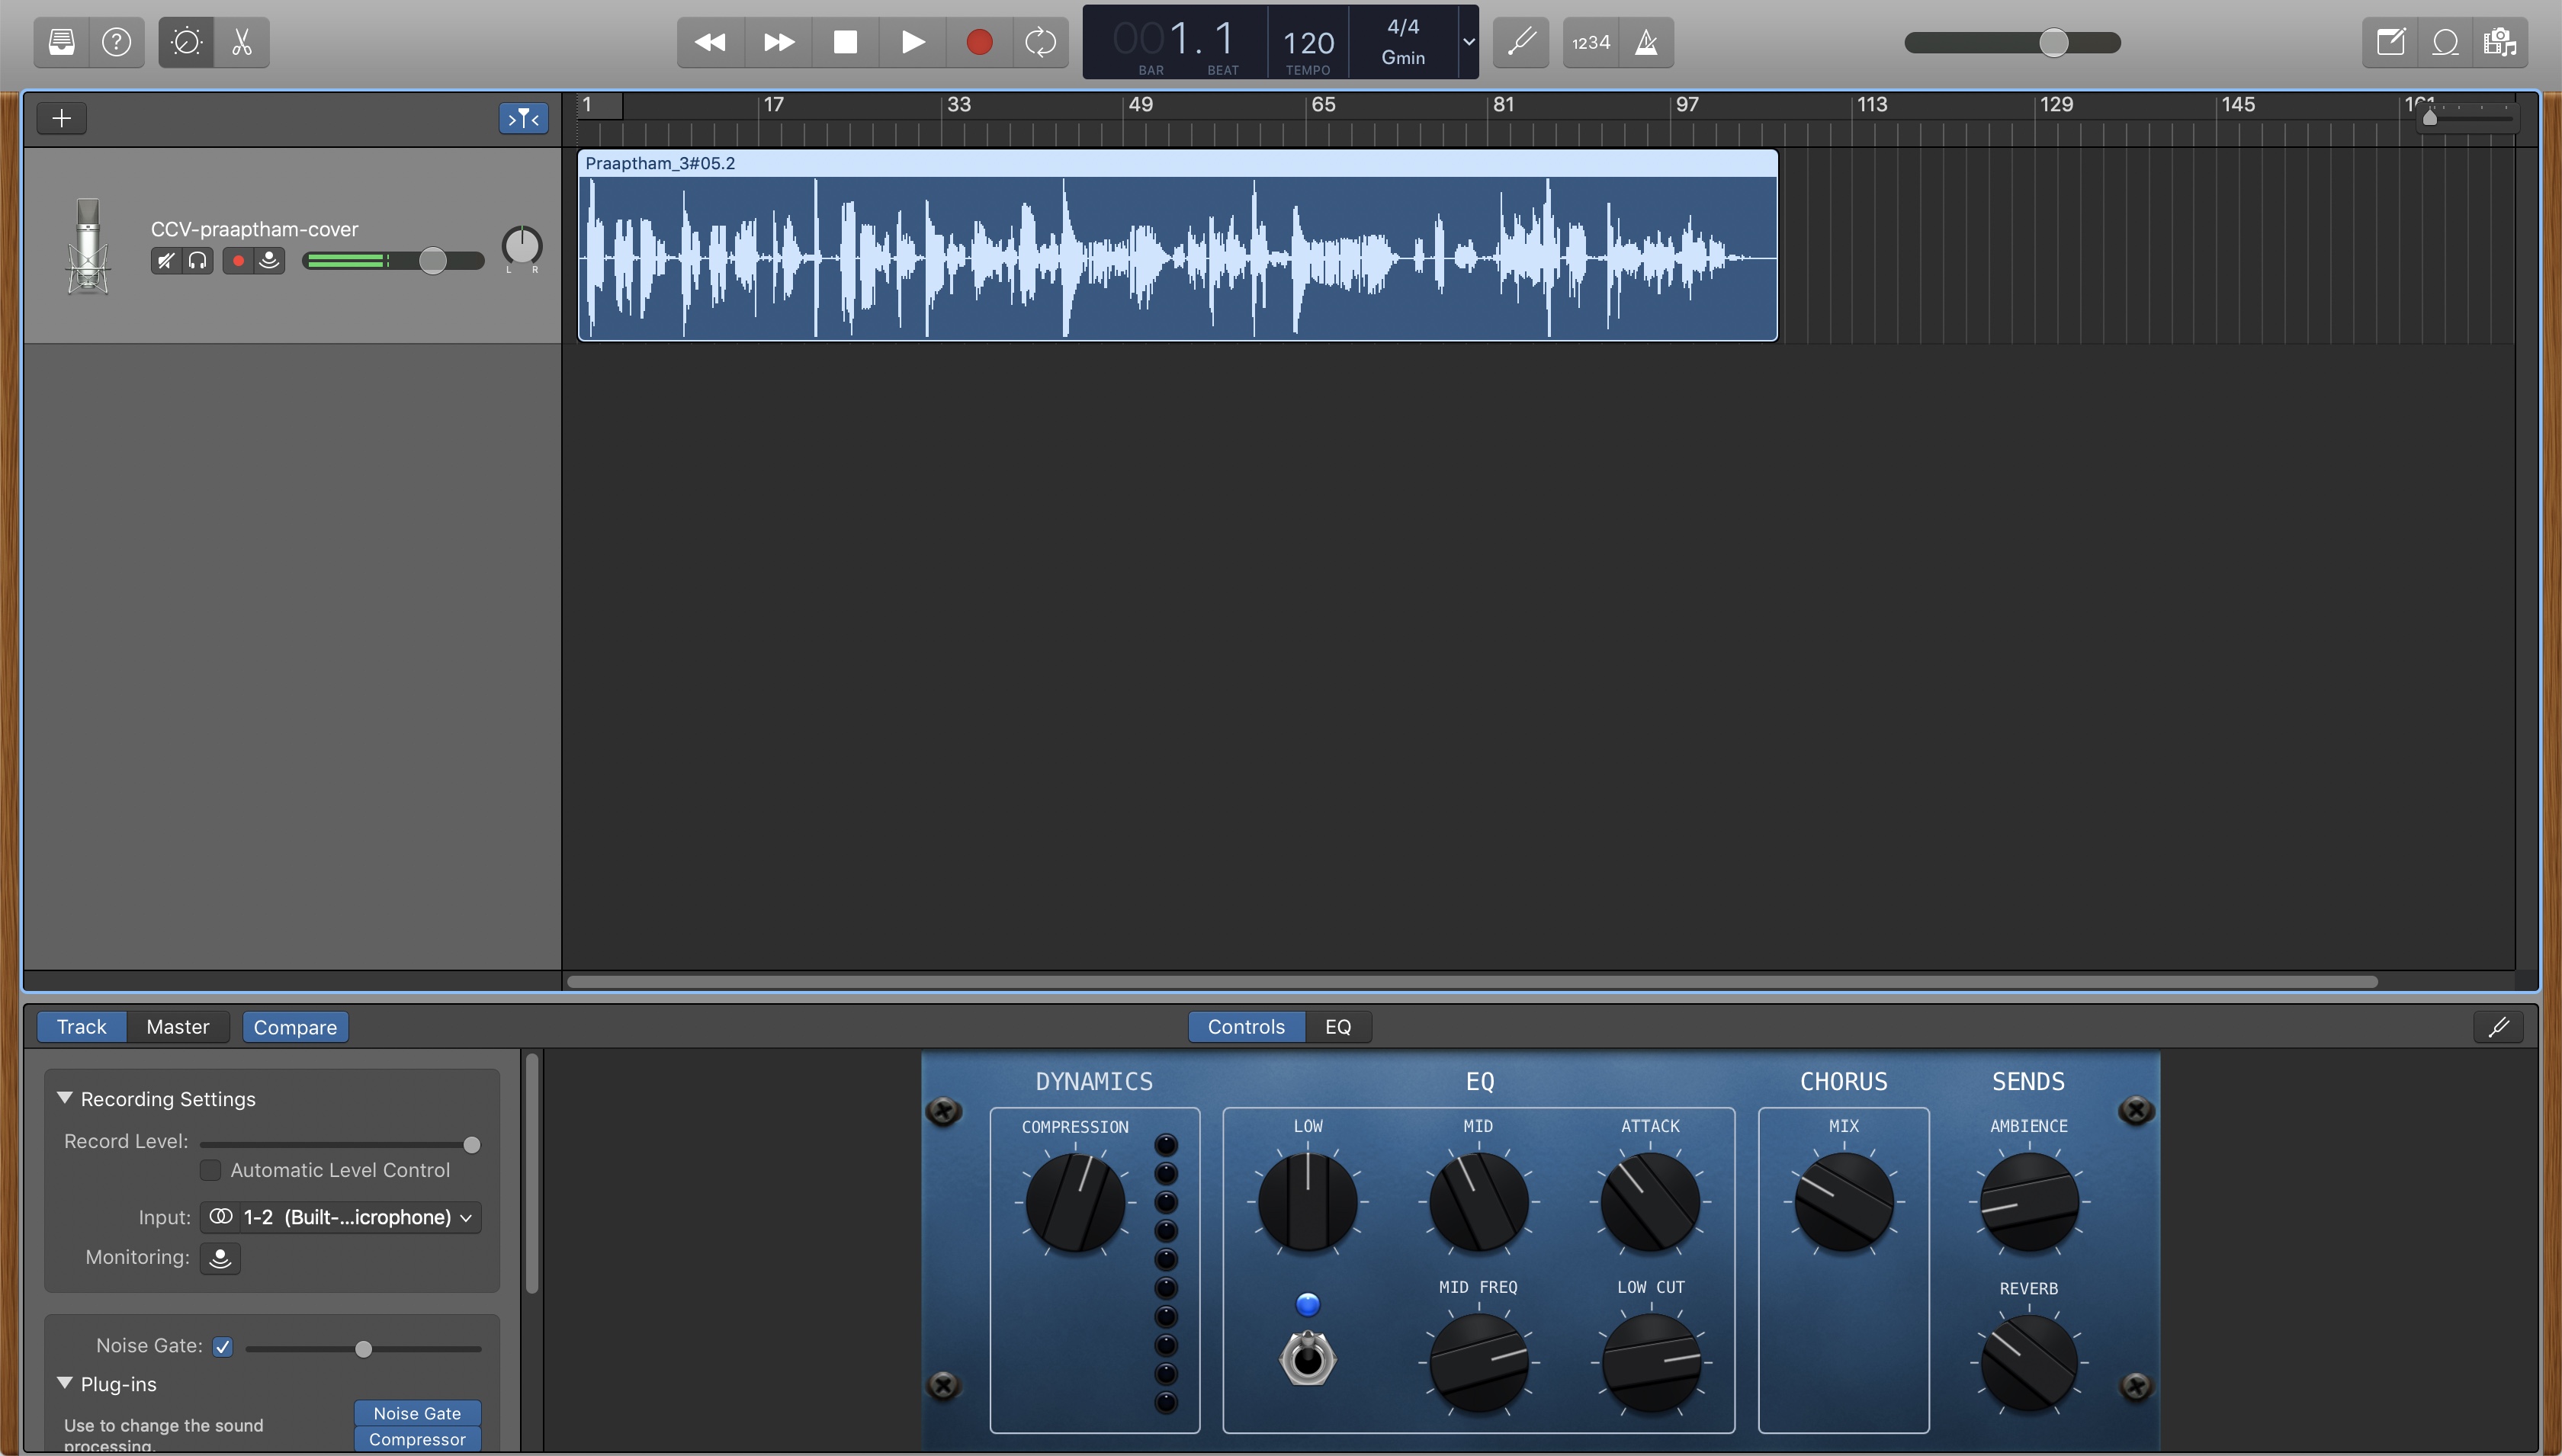 001. 1
BAR BEAT
120
TEMPO
4/4
Gmin
1234
1 17 33 49 65 81 97 113 129 145
Praaptham_3#05.2
CCV-praaptham-cover
L R
Track Master Compare
Controls EQ
Recording Settings
Record Level:
Automatic Level Control
Input: 1-2 (Built-...icrophone)
Monitoring:
Noise Gate:
Plug-ins
Use to change the sound
processing.
Noise Gate
Compressor
DYNAMICS EQ CHORUS SENDS
COMPRESSION LOW MID ATTACK MIX AMBIENCE
MID FREQ LOW CUT REVERB